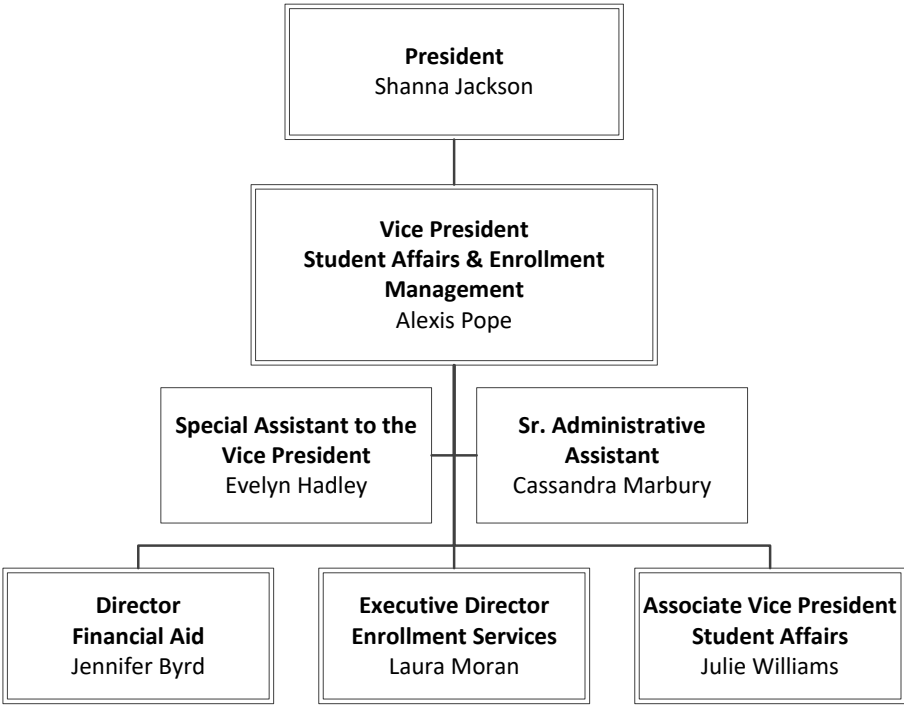 President
Shanna Jackson
Vice President
Student Affairs & Enrollment
Management
Alexis Pope
Special Assistant to the
Vice President
Evelyn Hadley
Sr. Administrative
Assistant
Cassandra Marbury
Director
Financial Aid
Jennifer Byrd
Executive Director
Enrollment Services
Laura Moran
Associate Vice President
Student Affairs
Julie Williams